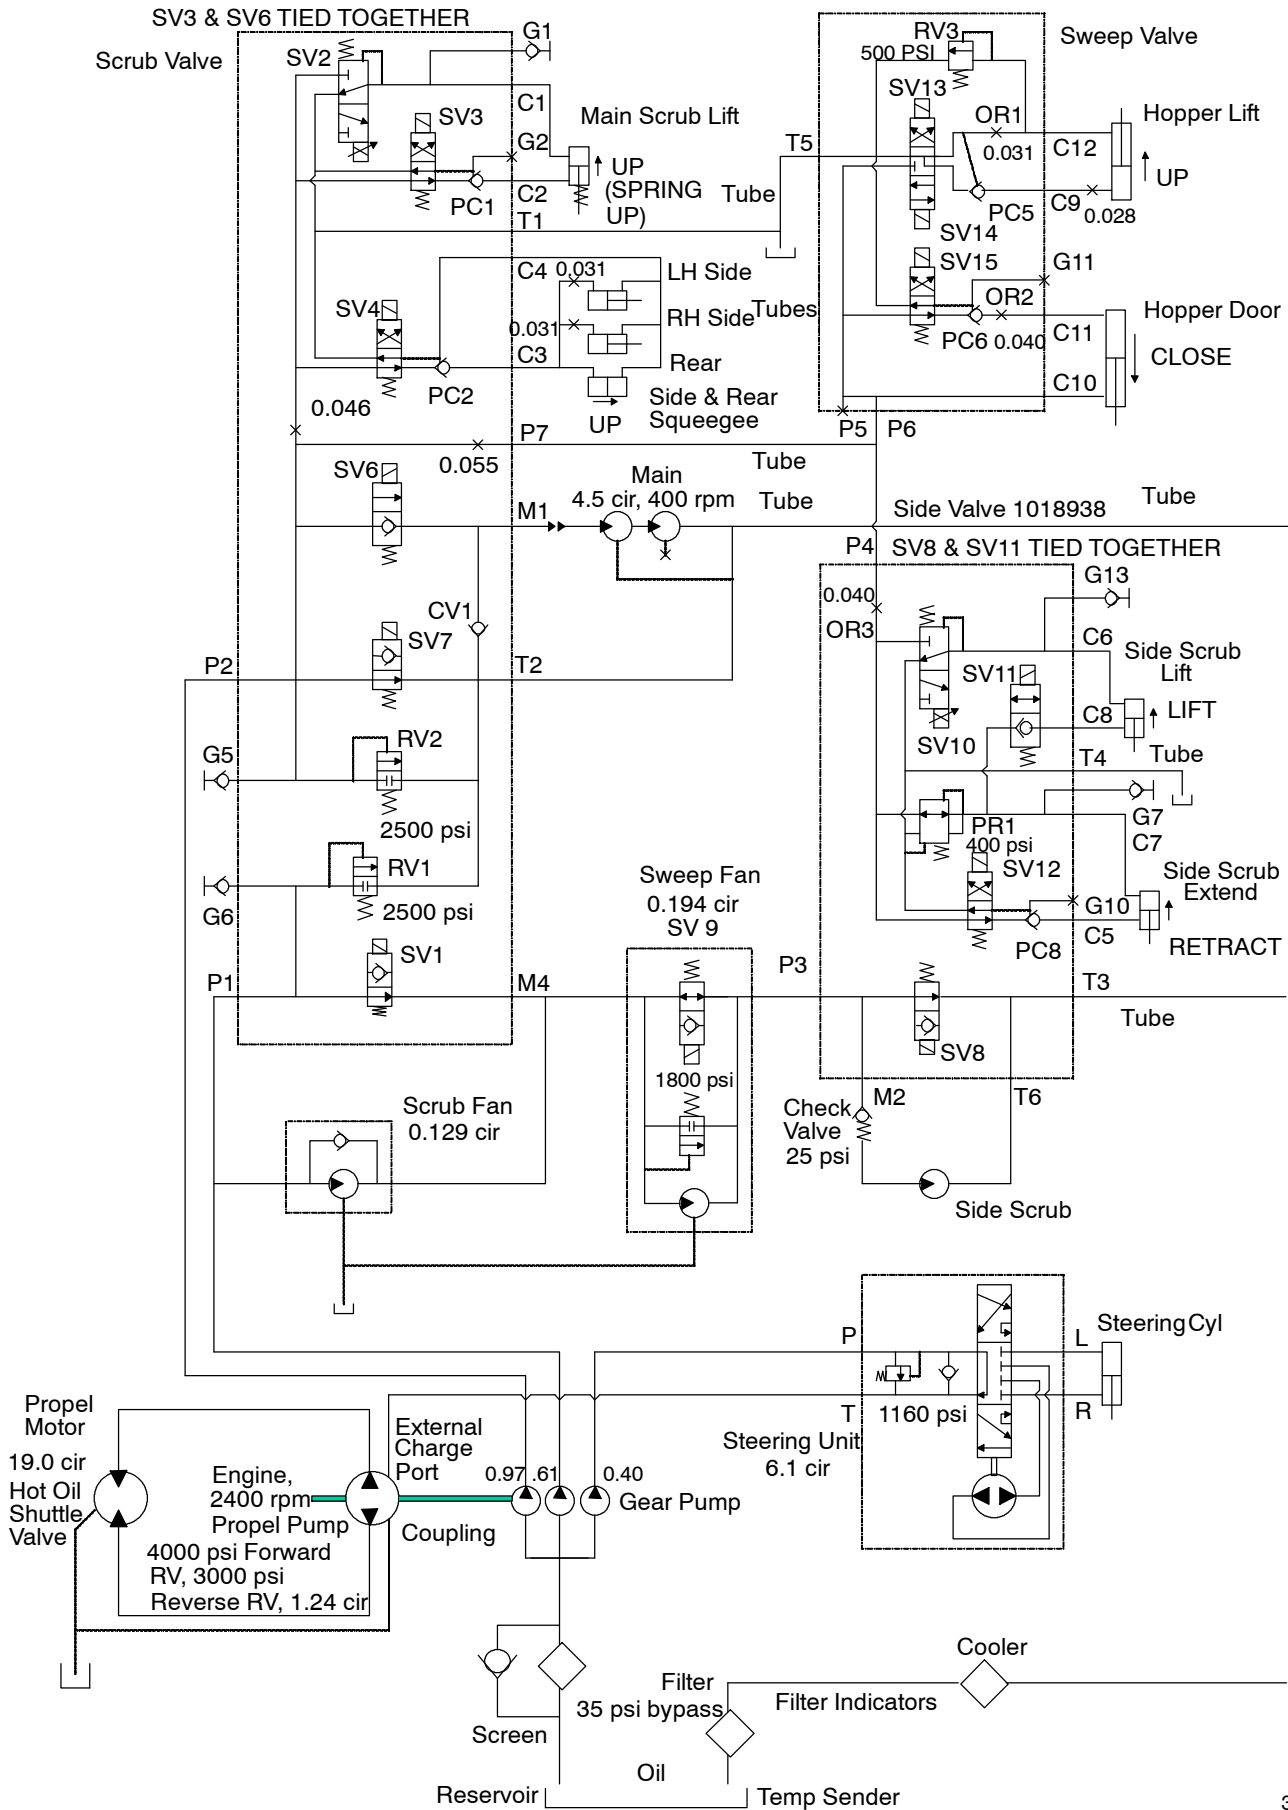 SV3 & SV6 TIED TOGETHER
Scrub Valve
SV2
G1
C1
SV3
G2
Main Scrub Lift
UP
(SPRING
UP)
PC1
C2
T1
Tube
T5
Sweep Valve
RV3
500 PSI
SV13
OR1
0.031
C12
Hopper Lift
UP
PC5
C9
0.028
SV14
SV15
G11
OR2
PC6
0.040
C11
Hopper Door
CLOSE
C10
P5
P6
C4
0.031
LH Side
SV4
0.031
RH Side
Tubes
C3
Rear
PC2
UP
Side & Rear
Squeegee
0.046
P7
0.055
Tube
SV6
M1
Main
4.5 cir, 400 rpm
Tube
Side Valve 1018938
Tube
P4
SV8 & SV11 TIED TOGETHER
G13
0.040
OR3
C6
Side Scrub
Lift
SV11
LIFT
C8
SV10
T4
Tube
G7
C7
PR1
400 psi
SV12
Side Scrub
Extend
G10
C5
PC8
RETRACT
CV1
SV7
P2
T2
G5
RV2
2500 psi
RV1
G6
2500 psi
SV1
P1
M4
Sweep Fan
0.194 cir
SV 9
1800 psi
P3
T3
Tube
SV8
M2
T6
Check
Valve
25 psi
Side Scrub
Scrub Fan
0.129 cir
P
L
Steering Cyl
T
1160 psi
R
Steering Unit
6.1 cir
Propel
Motor
19.0 cir
Hot Oil
Shuttle
Valve
External
Charge
Port
0.97
.61
0.40
Engine,
2400 rpm
Propel Pump
4000 psi Forward
RV, 3000 psi
Reverse RV, 1.24 cir
Coupling
Gear Pump
Screen
Filter
35 psi bypass
Filter Indicators
Cooler
Oil
Reservoir
Temp Sender
3